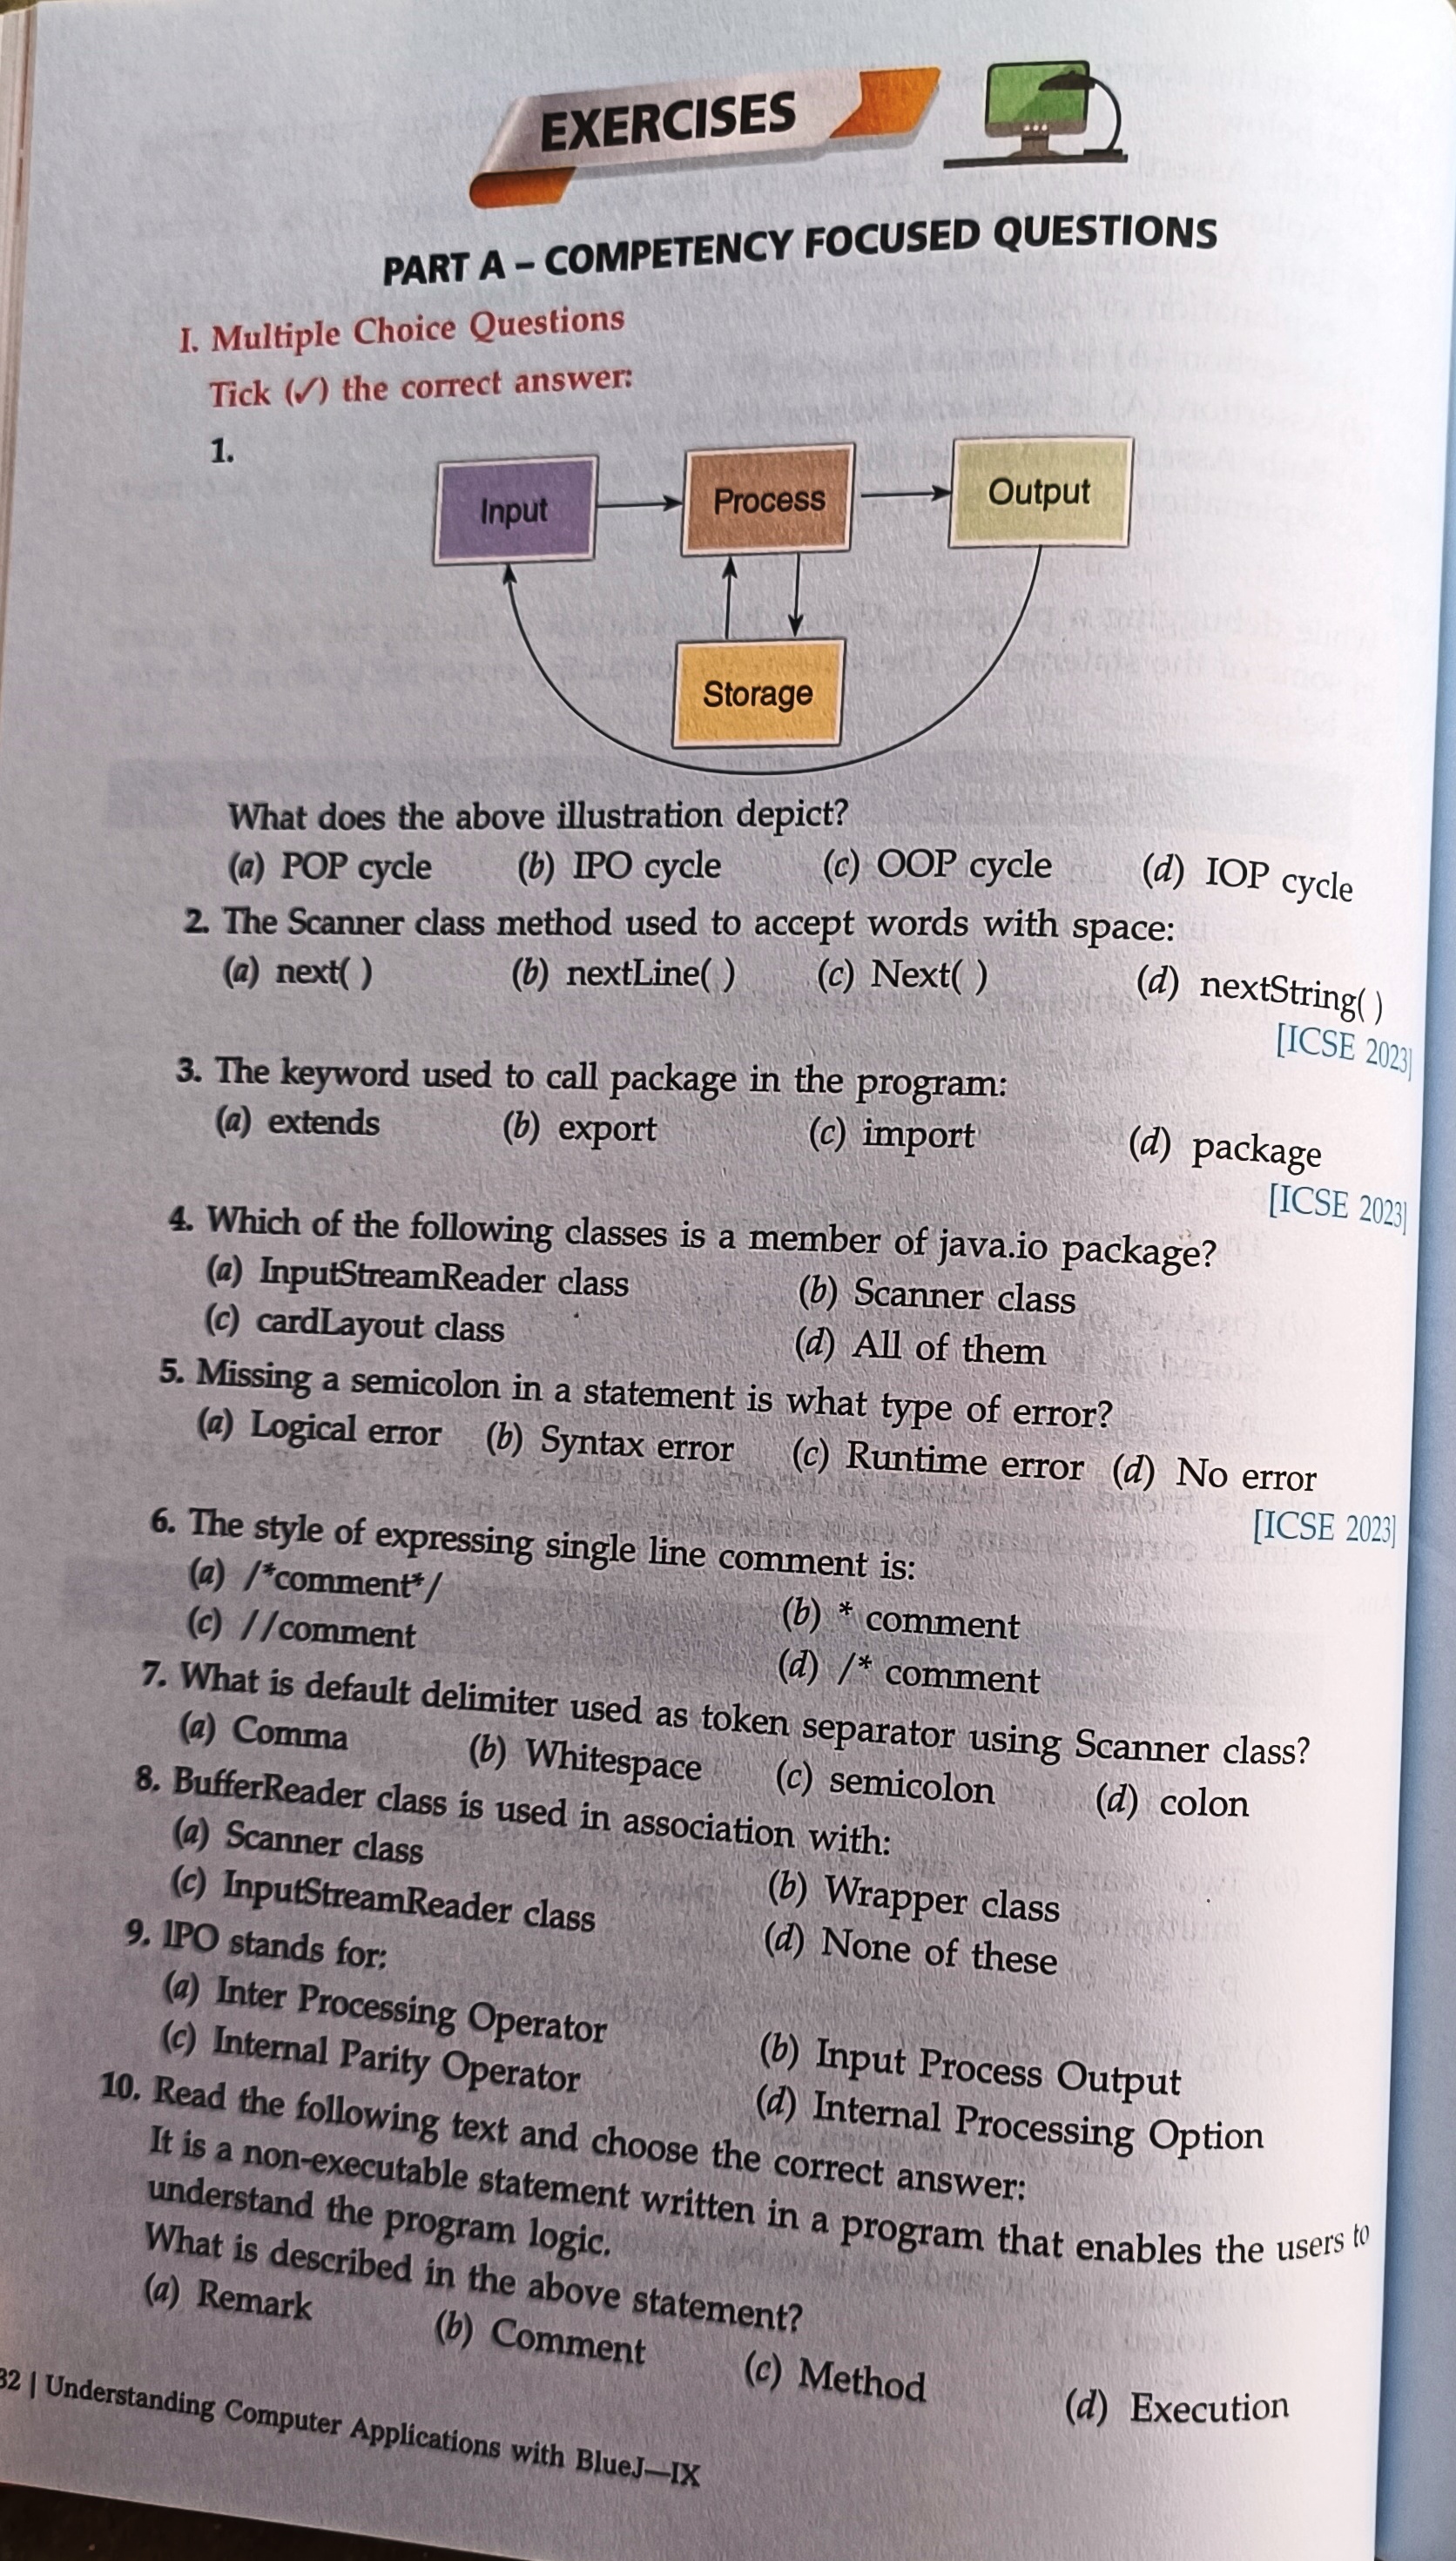 EXERCISES
PART A – COMPETENCY FOCUSED QUESTIONS
I. Multiple Choice Questions
Tick (✓) the correct answer:
1.
Input
Process
Output
Storage
What does the above illustration depict?
(a) POP cycle (b) IPO cycle (c) OOP cycle (d) IOP cycle
2. The Scanner class method used to accept words with space:
(a) next( ) (b) nextLine( ) (c) Next( ) (d) nextString( )
[ICSE 2023]
3. The keyword used to call package in the program:
(a) extends (b) export (c) import (d) package
[ICSE 2023]
4. Which of the following classes is a member of java.io package?
(a) InputStreamReader class (b) Scanner class
(c) cardLayout class (d) All of them
5. Missing a semicolon in a statement is what type of error?
(a) Logical error (b) Syntax error (c) Runtime error (d) No error
[ICSE 2023]
6. The style of expressing single line comment is:
(a) /*comment*/ (b) * comment
(c) //comment (d) /* comment
7. What is default delimiter used as token separator using Scanner class?
(a) Comma (b) Whitespace (c) semicolon (d) colon
8. BufferReader class is used in association with:
(a) Scanner class (b) Wrapper class
(c) InputStreamReader class (d) None of these
9. IPO stands for:
(a) Inter Processing Operator (b) Input Process Output
(c) Internal Parity Operator (d) Internal Processing Option
10. Read the following text and choose the correct answer:
It is a non-executable statement written in a program that enables the users to
understand the program logic.
What is described in the above statement?
(a) Remark (b) Comment (c) Method (d) Execution
32 | Understanding Computer Applications with BlueJ—IX